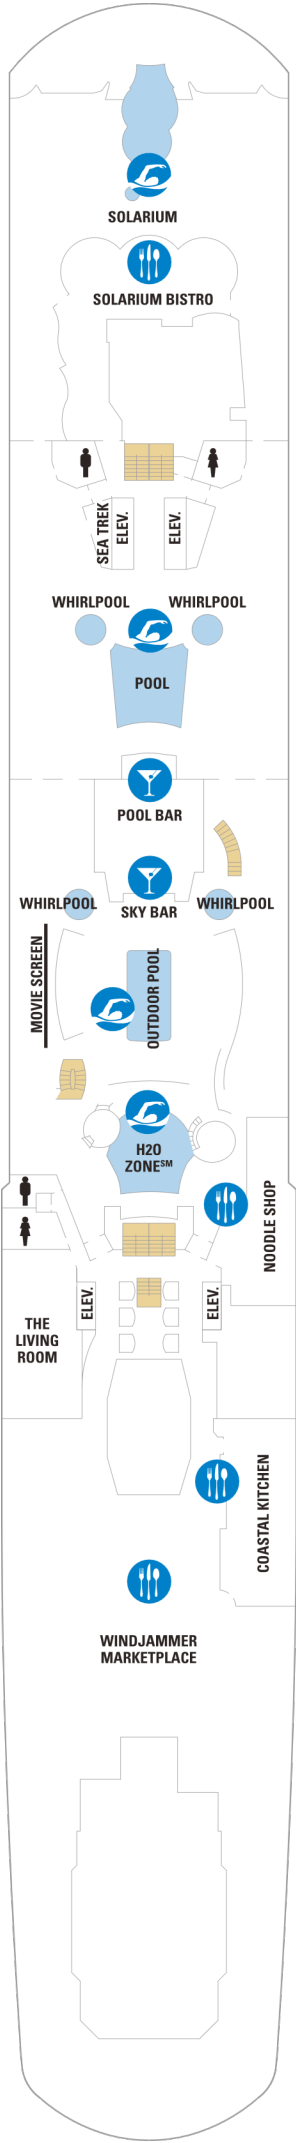 SOLARIUM
SOLARIUM BISTRO
SEA TREK
ELEV.
ELEV.
WHIRLPOOL
WHIRLPOOL
POOL
POOL BAR
WHIRLPOOL
SKY BAR
WHIRLPOOL
MOVIE SCREEN
OUTDOOR POOL
H2O
ZONE℠
NOODLE SHOP
ELEV.
ELEV.
THE
LIVING
ROOM
COASTAL KITCHEN
WINDJAMMER
MARKETPLACE